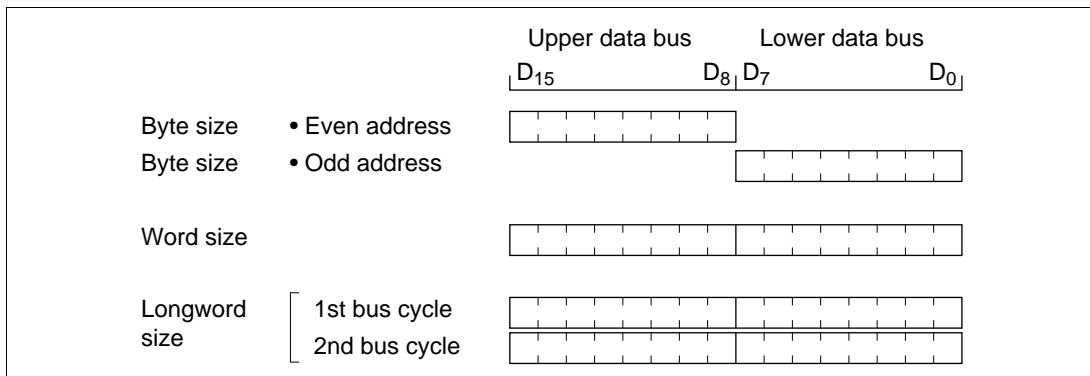 Upper data bus Lower data bus
D15 D8 D7 D0
Byte size • Even address
Byte size • Odd address
Word size
Longword size 1st bus cycle
2nd bus cycle